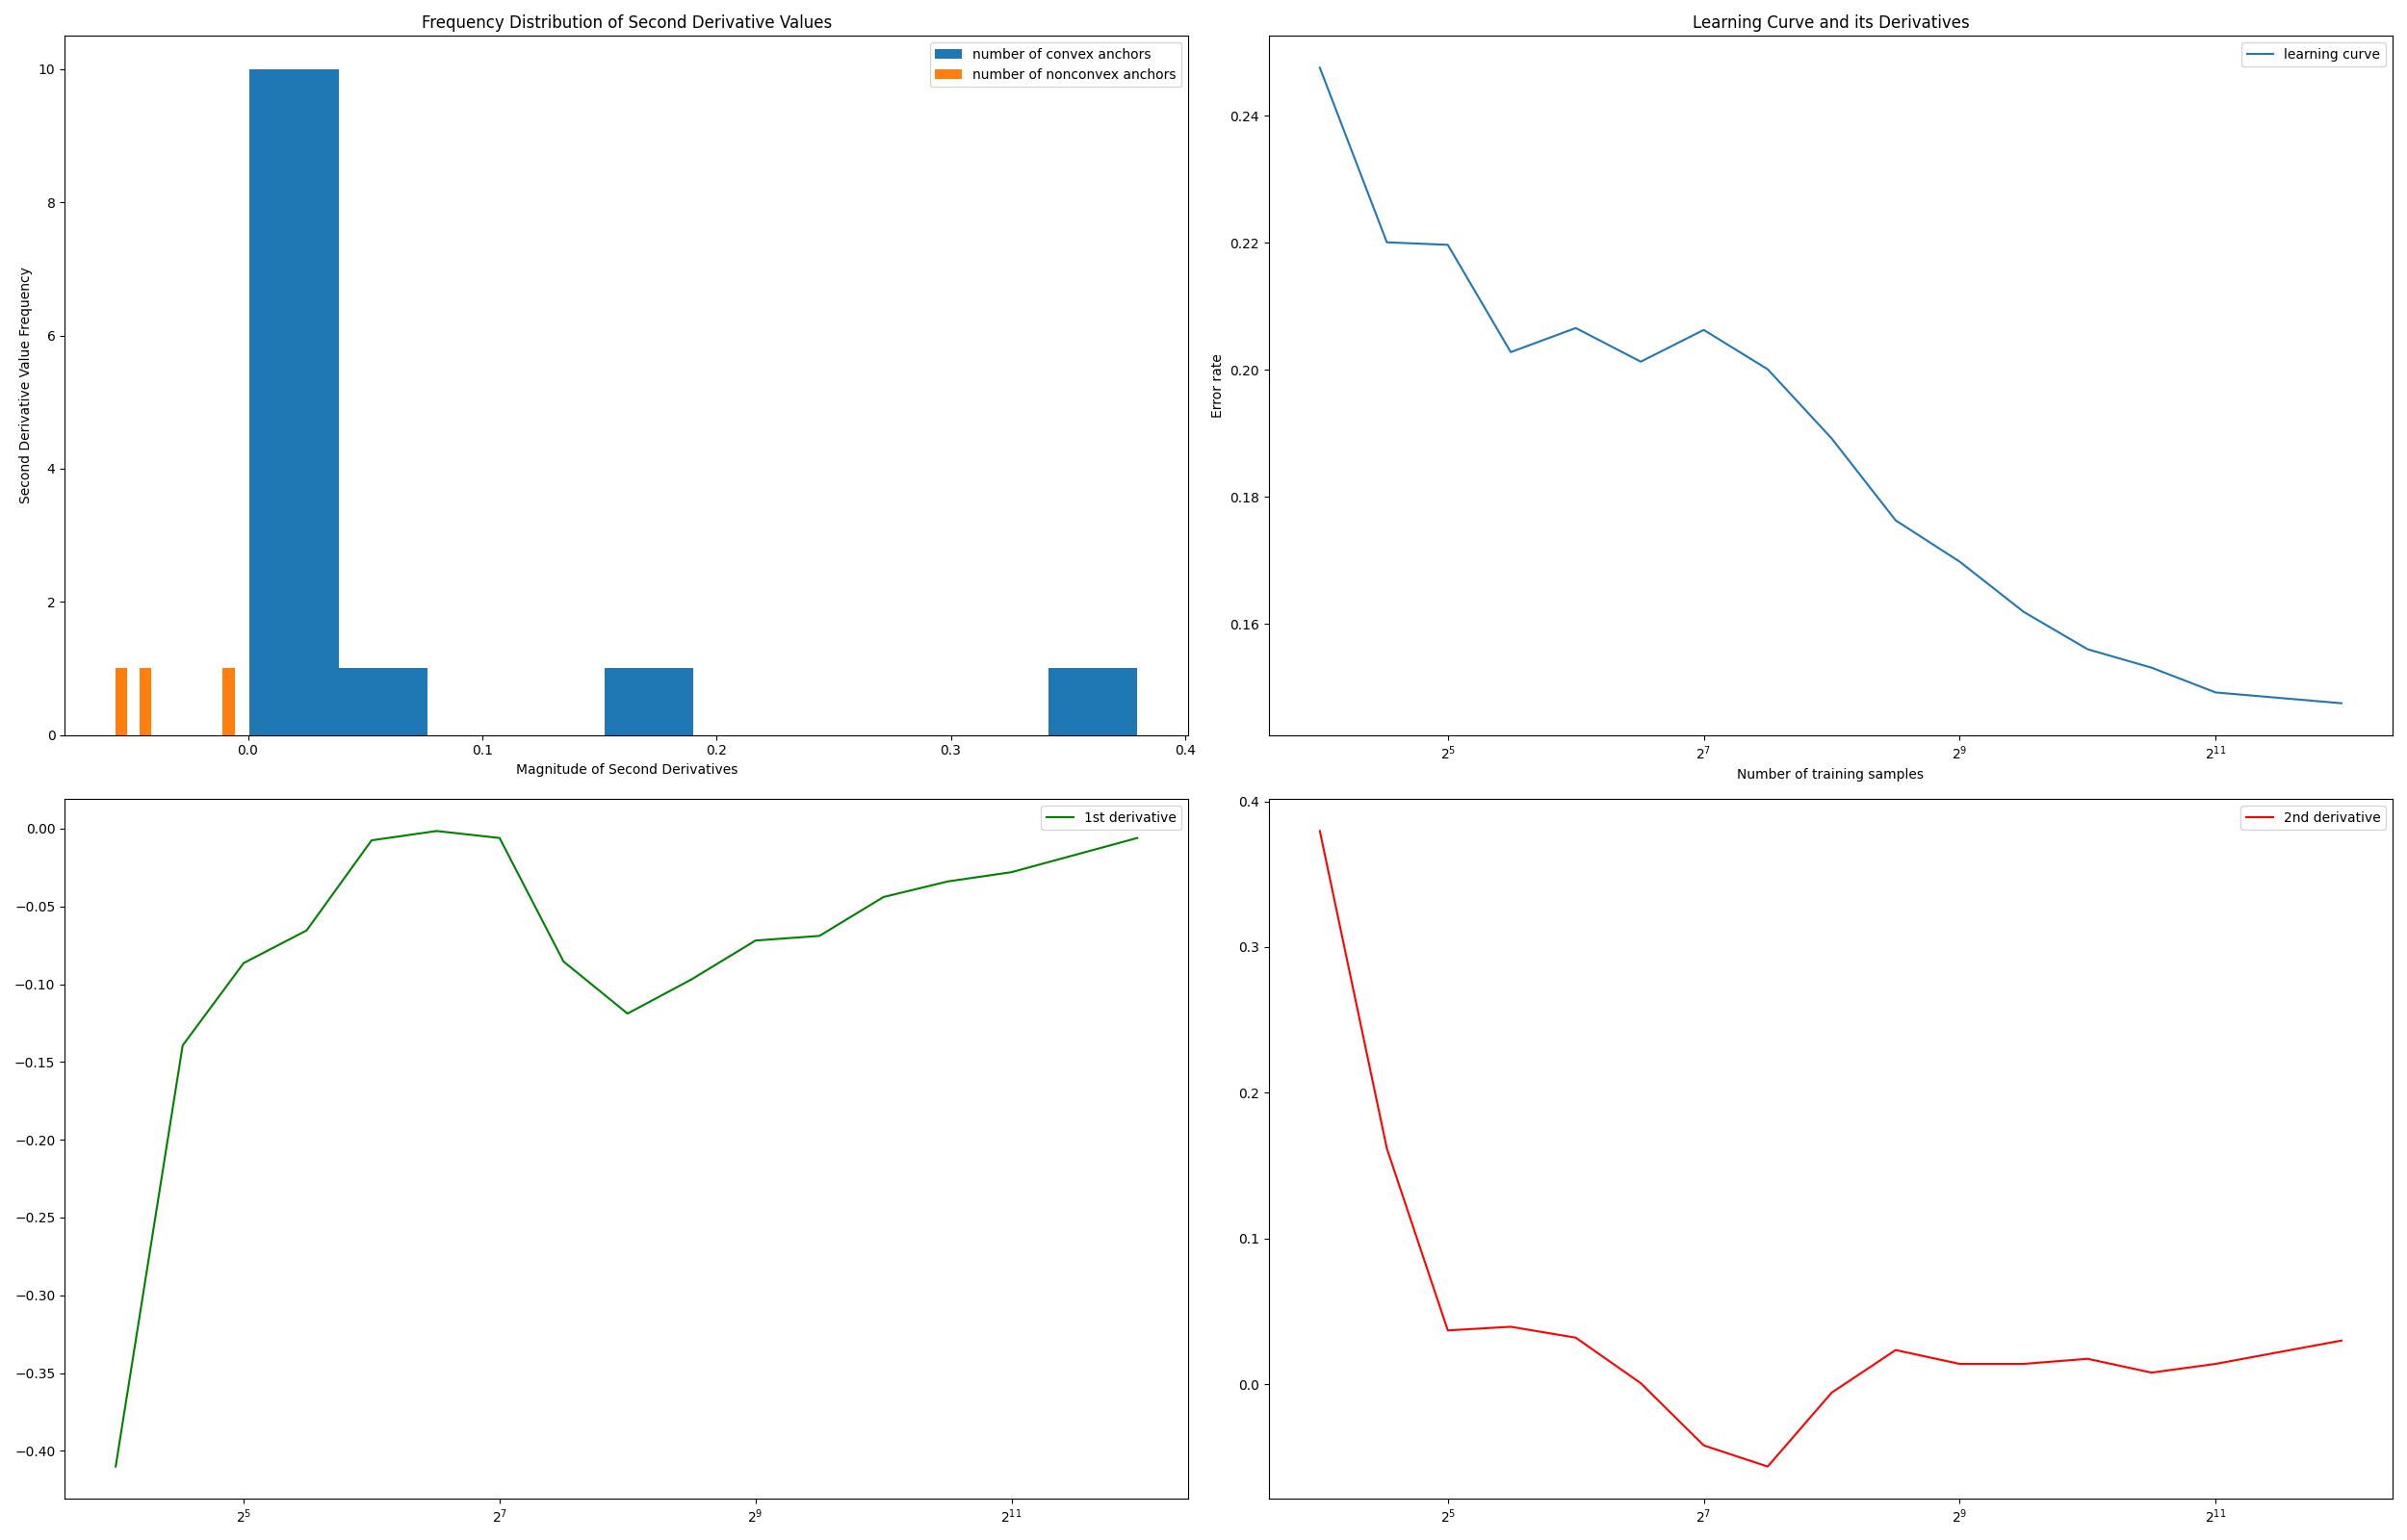 Frequency Distribution of Second Derivative Values
number of convex anchors
number of nonconvex anchors
10
8
6
4
2
0
Second Derivative Value Frequency
0.0 0.1 0.2 0.3 0.4
Magnitude of Second Derivatives
Learning Curve and its Derivatives
learning curve
0.24
0.22
0.20
0.18
0.16
Error rate
2^5 2^7 2^9 2^11
Number of training samples
1st derivative
0.00
−0.05
−0.10
−0.15
−0.20
−0.25
−0.30
−0.35
−0.40
2^5 2^7 2^9 2^11
2nd derivative
0.4
0.3
0.2
0.1
0.0
2^5 2^7 2^9 2^11